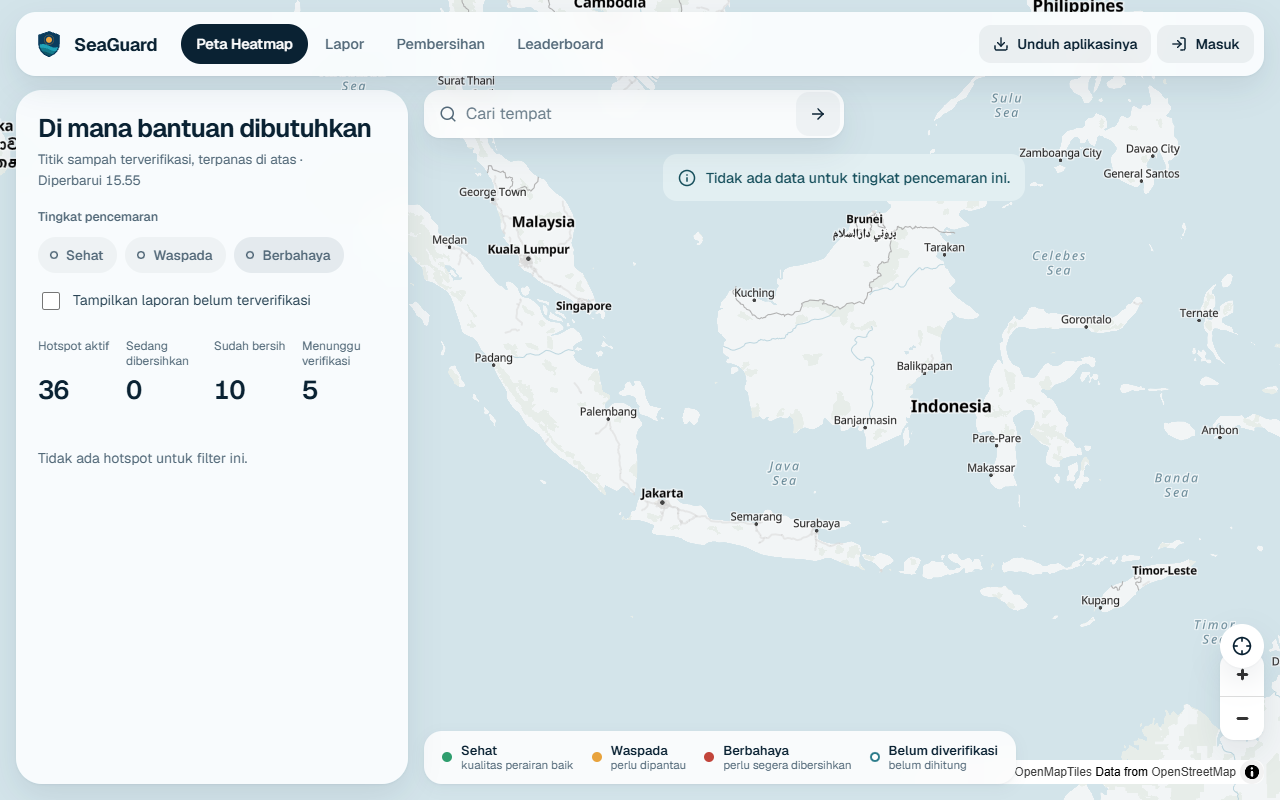 Cambodia
Philippines
SeaGuard
Peta Heatmap
Lapor
Pembersihan
Leaderboard
Unduh aplikasinya
Masuk
Surat Thani
Sea
Di mana bantuan dibutuhkan
Titik sampah terverifikasi, terpanas di atas ·
Diperbarui 15.55
Tingkat pencemaran
Sehat
Waspada
Berbahaya
Tampilkan laporan belum terverifikasi
Hotspot aktif
36
Sedang
dibersihkan
0
Sudah bersih
10
Menunggu
verifikasi
5
Tidak ada hotspot untuk filter ini.
Cari tempat
Tidak ada data untuk tingkat pencemaran ini.
Sulu
Sea
Zamboanga City
Davao City
General Santos
George Town
Malaysia
Kuala Lumpur
Medan
Brunei
بروني دارالسلام
Tarakan
Celebes
Sea
Kuching
Singapore
Gorontalo
Ternate
Padang
Balikpapan
Palembang
Indonesia
Banjarmasin
Pare-Pare
Ambon
Makassar
Java
Sea
Banda
Sea
Jakarta
Semarang
Surabaya
Timor-Leste
Kupang
Timor
Sehat
kualitas perairan baik
Waspada
perlu dipantau
Berbahaya
perlu segera dibersihkan
Belum diverifikasi
belum dihitung
OpenMapTiles Data from OpenStreetMap